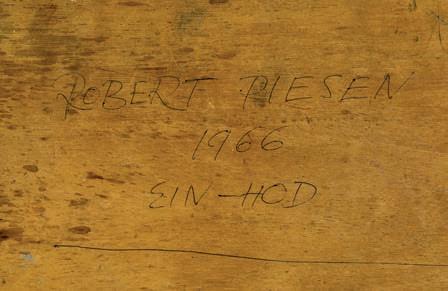 ROBERT PIESEN
1966
EIN-HOD